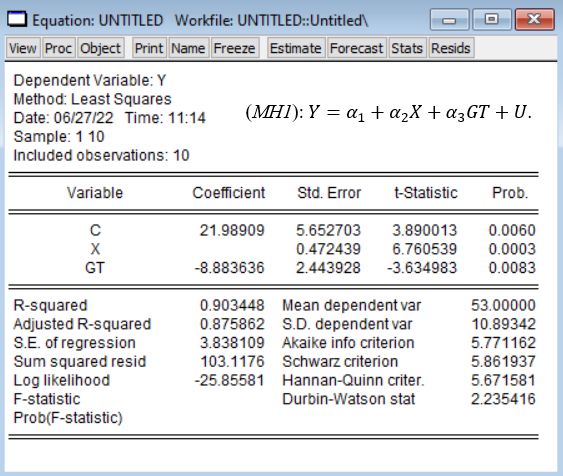 Equation: UNTITLED Workfile: UNTITLED::Untitled\
View Proc Object Print Name Freeze Estimate Forecast Stats Resids
Dependent Variable: Y
Method: Least Squares
Date: 06/27/22 Time: 11:14
Sample: 1 10
Included observations: 10
(MH1): Y = α₁ + α₂X + α₃GT + U.
Variable Coefficient Std. Error t-Statistic Prob.
C 21.98909 5.652703 3.890013 0.0060
X 0.472439 6.760539 0.0003
GT -8.883636 2.443928 -3.634983 0.0083
R-squared 0.903448 Mean dependent var 53.00000
Adjusted R-squared 0.875862 S.D. dependent var 10.89342
S.E. of regression 3.838109 Akaike info criterion 5.771162
Sum squared resid 103.1176 Schwarz criterion 5.861937
Log likelihood -25.85581 Hannan-Quinn criter. 5.671581
F-statistic Durbin-Watson stat 2.235416
Prob(F-statistic)